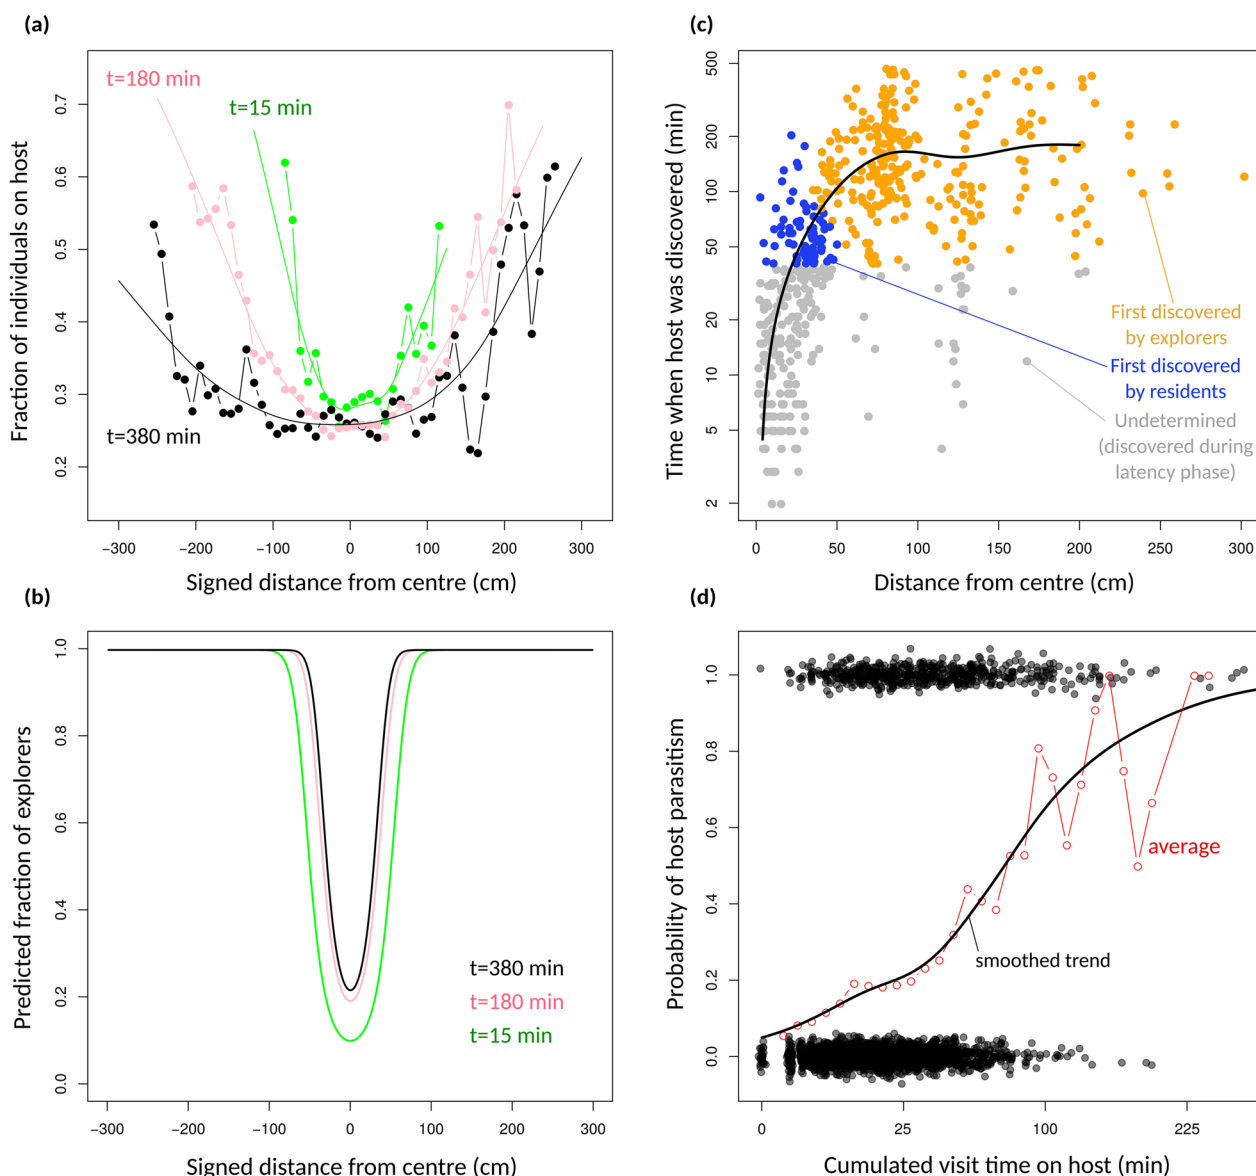 (a)
t=180 min
t=15 min
t=380 min
Fraction of individuals on host
0.2
0.3
0.4
0.5
0.6
0.7
−300
−200
−100
0
100
200
300
Signed distance from centre (cm)
(c)
Time when host was discovered (min)
500
200
100
50
20
10
5
2
First discovered
by explorers
First discovered
by residents
Undetermined
(discovered during
latency phase)
0
50
100
150
200
250
300
Distance from centre (cm)
(b)
Predicted fraction of explorers
1.0
0.8
0.6
0.4
0.2
0.0
t=380 min
t=180 min
t=15 min
−300
−200
−100
0
100
200
300
Signed distance from centre (cm)
(d)
Probability of host parasitism
1.0
0.8
0.6
0.4
0.2
0.0
average
smoothed trend
0
25
100
225
Cumulated visit time on host (min)